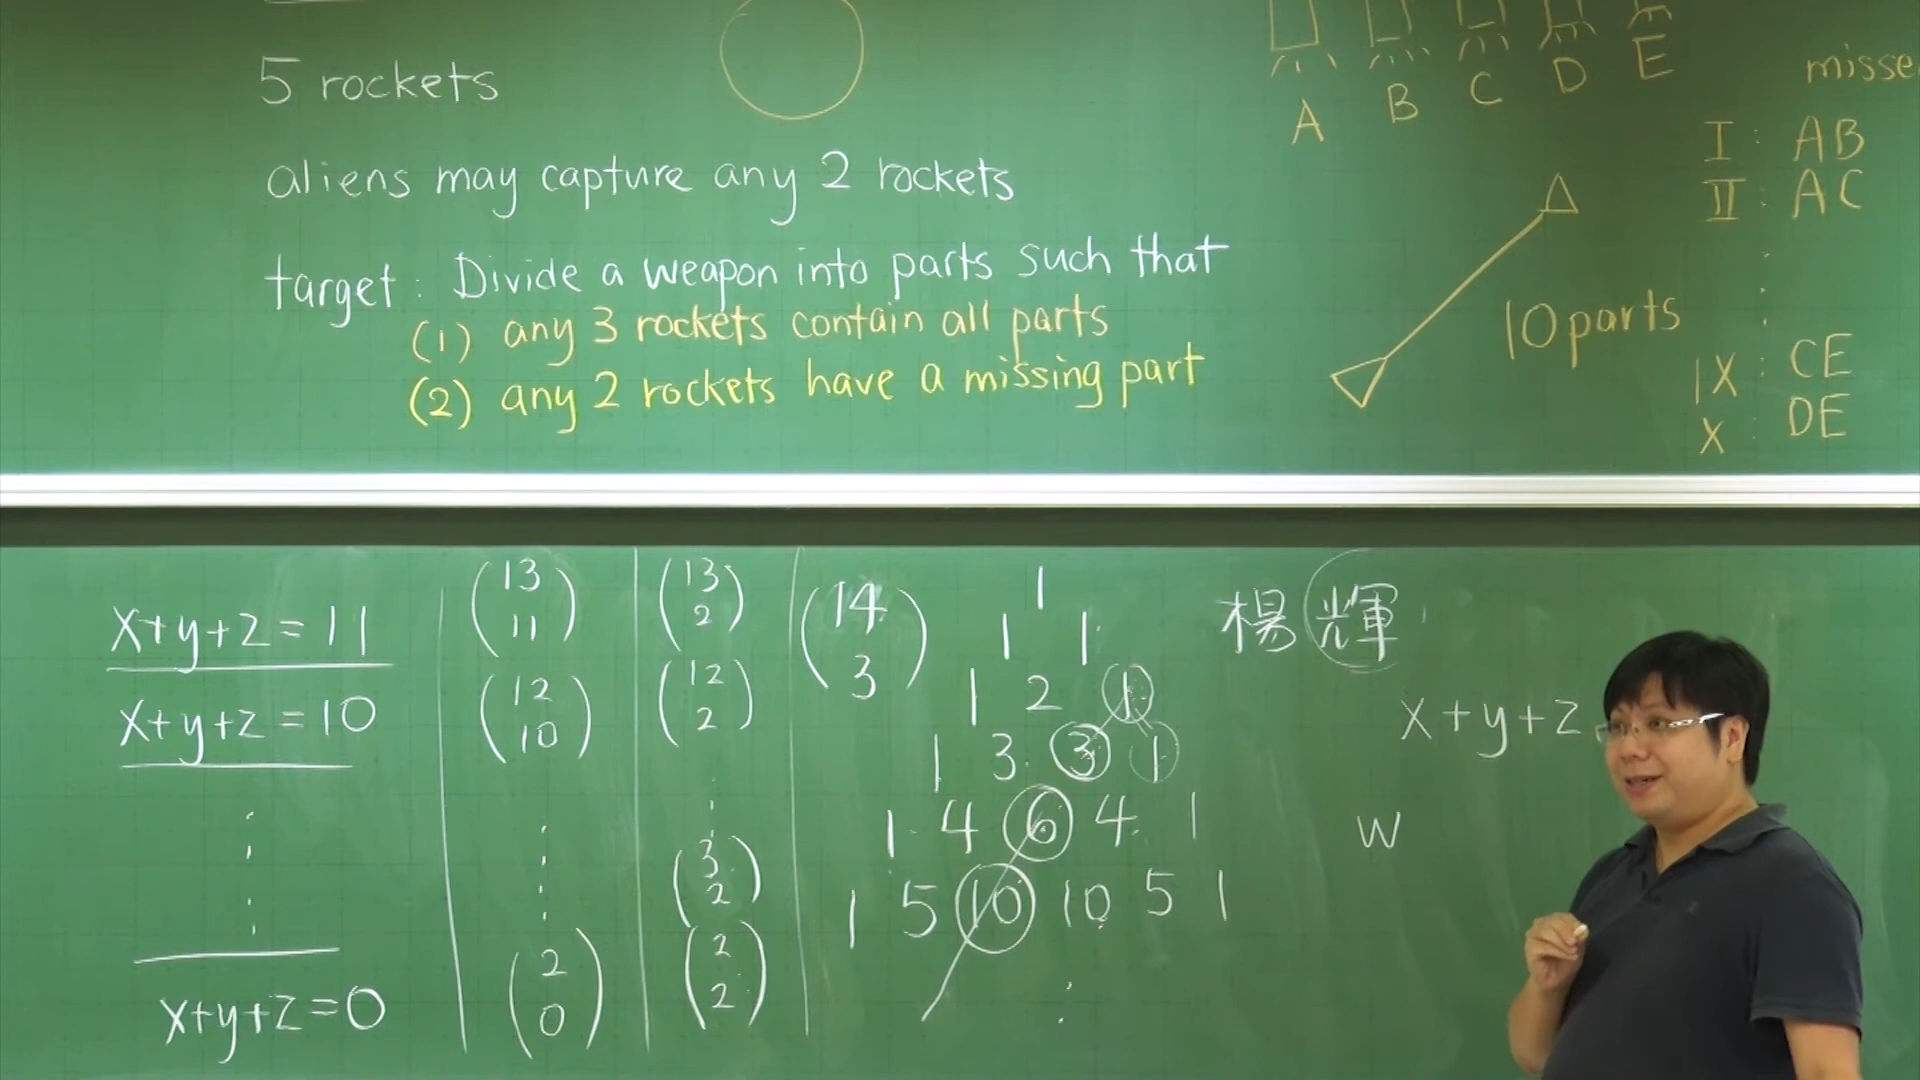 5 rockets
aliens may capture any 2 rockets
target : Divide a weapon into parts such that
(1) any 3 rockets contain all parts
(2) any 2 rockets have a missing part
A B C D E
10 parts
I : AB
II : AC
IX : CE
X : DE
x+y+z = 11
x+y+z = 10
x+y+z=0
(13 11)
(12 10)
(2 0)
(13 2)
(12 2)
(3 2)
(2 2)
(14 3)
1
1 1
1 2 1
1 3 3 1
1 4 6 4 1
1 5 10 10 5 1
楊輝
x+y+z
w